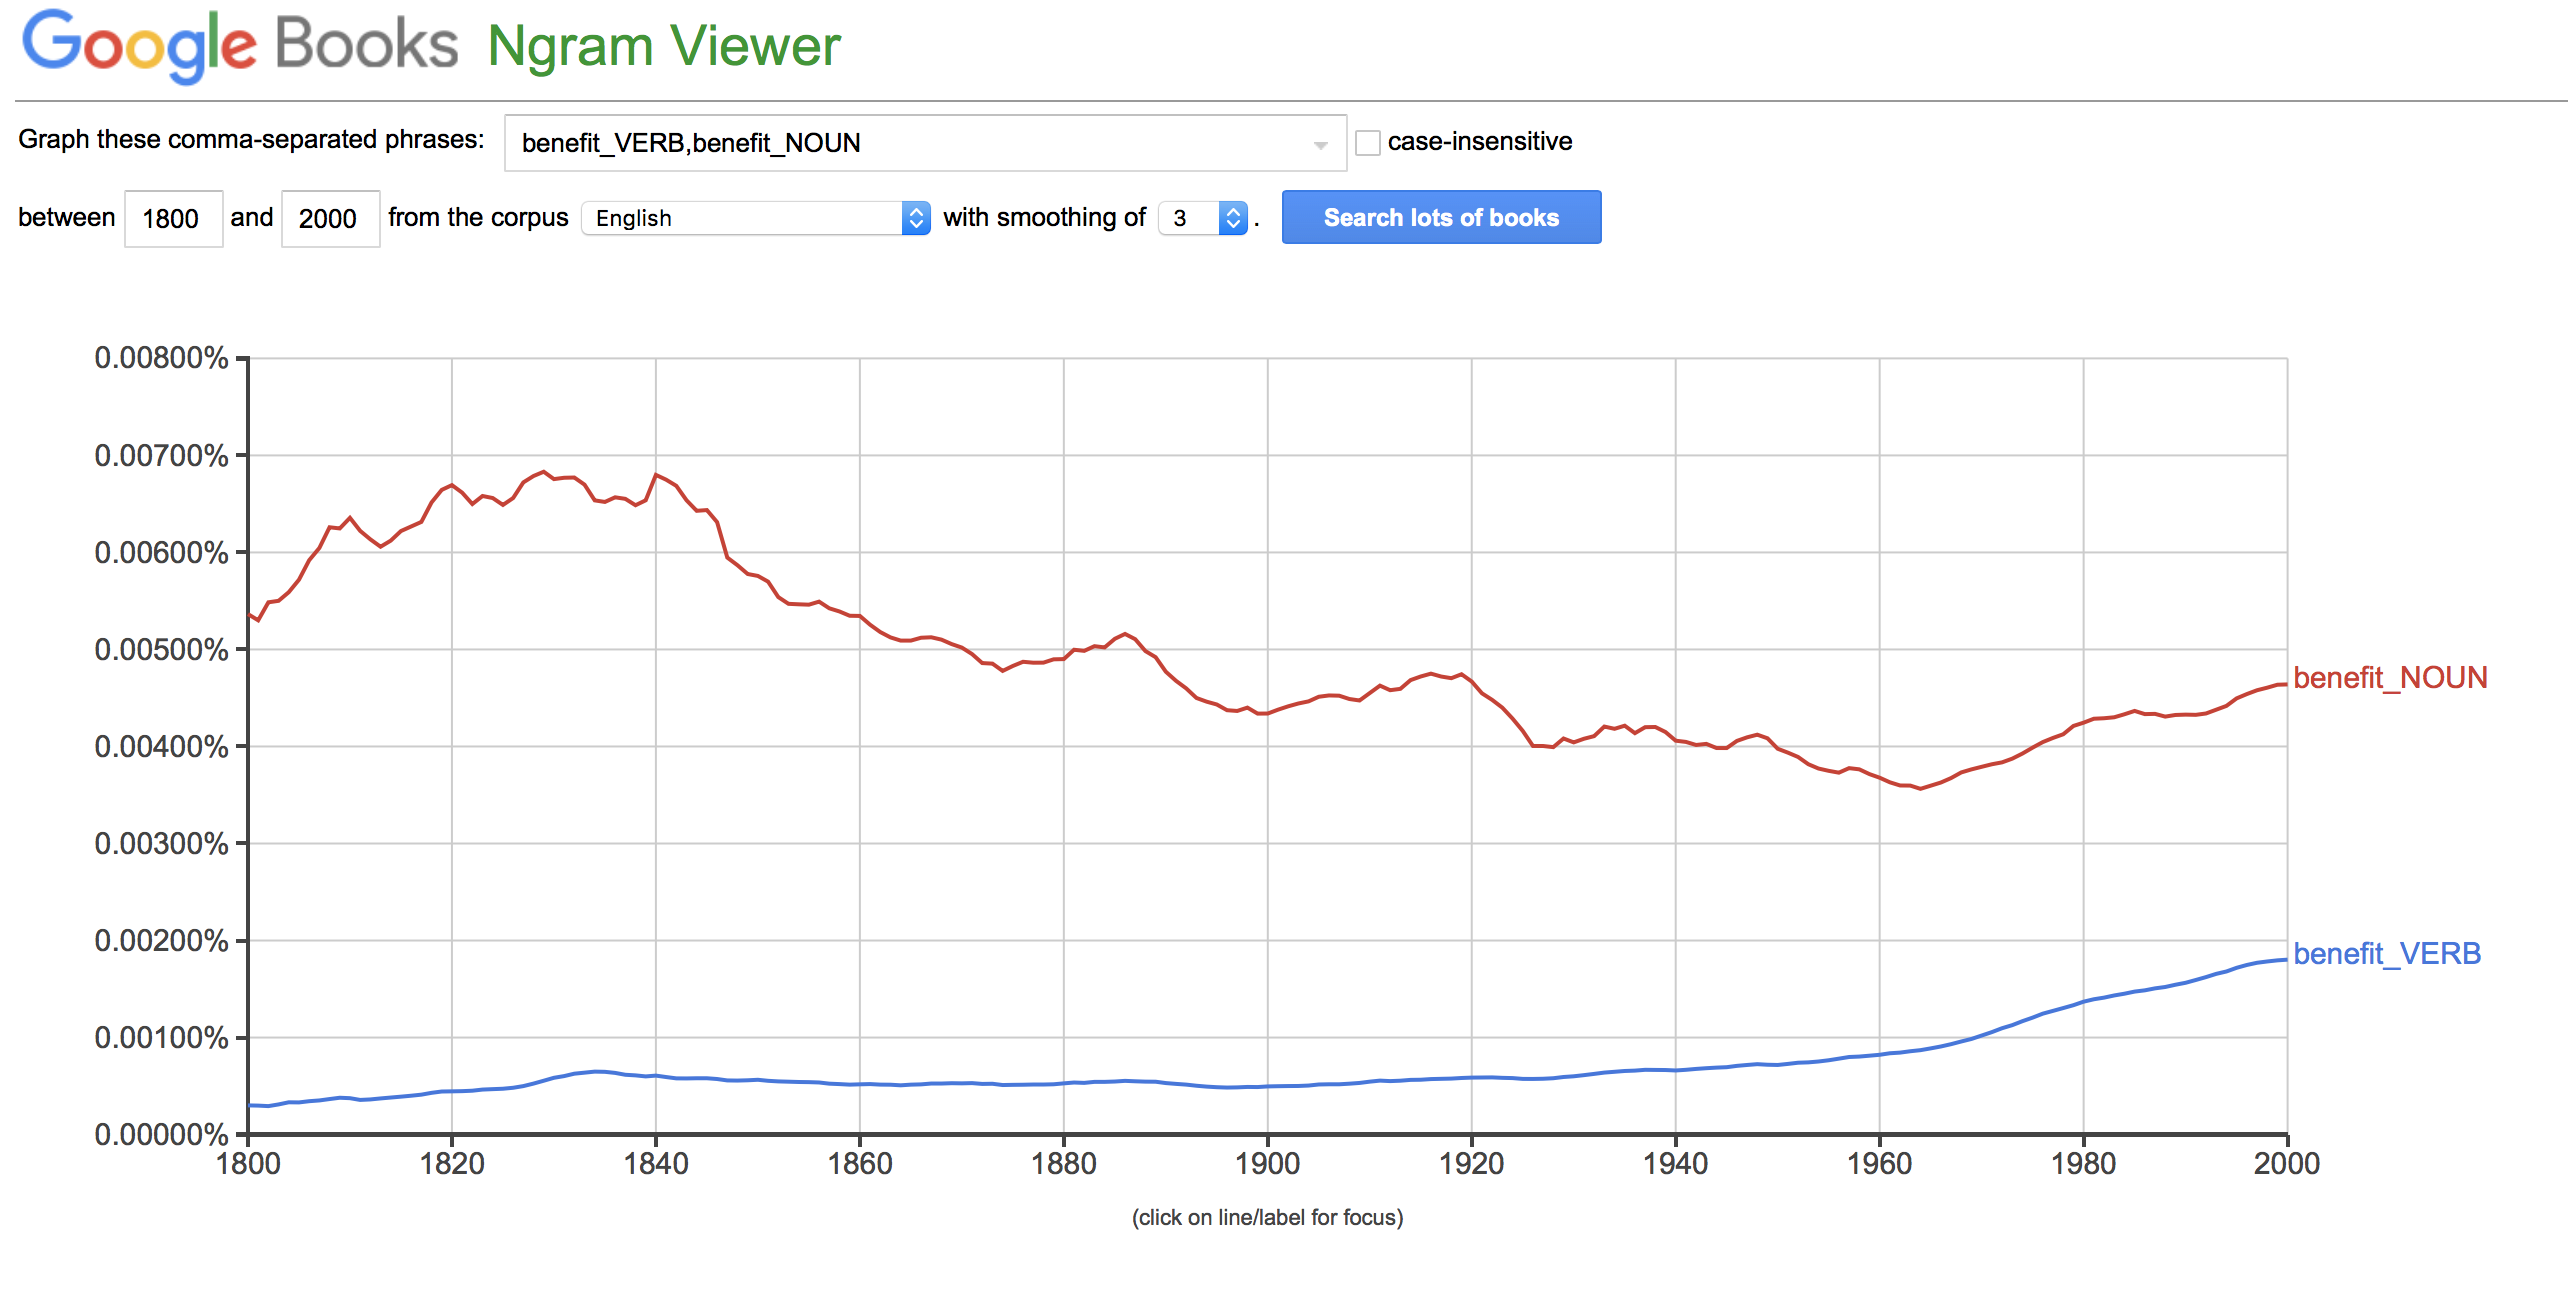 Google Books Ngram Viewer
Graph these comma-separated phrases: benefit_VERB,benefit_NOUN case-insensitive
between 1800 and 2000 from the corpus English with smoothing of 3 . Search lots of books
0.00800%
0.00700%
0.00600%
0.00500%
0.00400%
0.00300%
0.00200%
0.00100%
0.00000%
benefit_NOUN
benefit_VERB
1800 1820 1840 1860 1880 1900 1920 1940 1960 1980 2000
(click on line/label for focus)